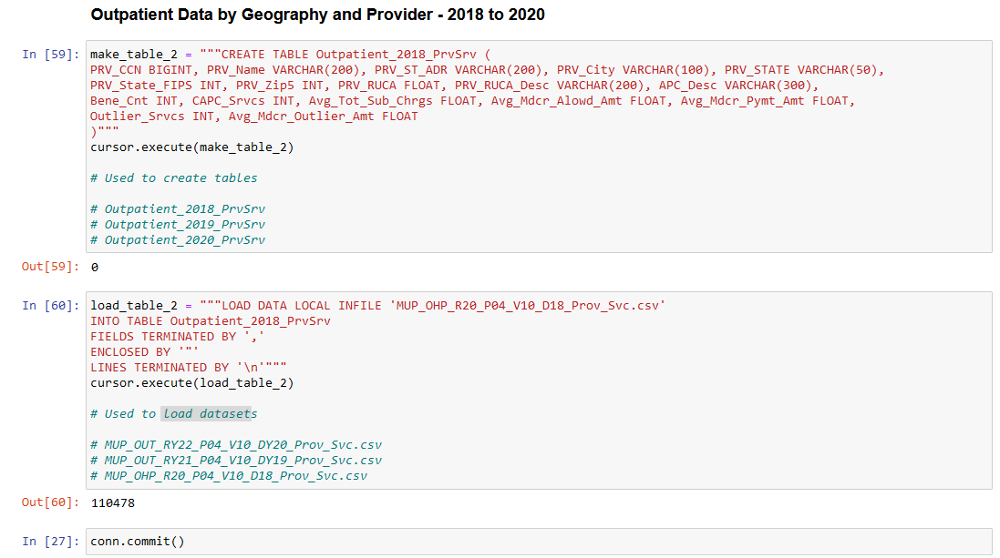 Outpatient Data by Geography and Provider - 2018 to 2020
In [59]: make_table_2 = """CREATE TABLE Outpatient_2018_PrvSrv (
PRV_CCN BIGINT, PRV_Name VARCHAR(200), PRV_ST_ADR VARCHAR(200), PRV_City VARCHAR(100), PRV_STATE VARCHAR(50),
PRV_State_FIPS INT, PRV_Zip5 INT, PRV_RUCA FLOAT, PRV_RUCA_Desc VARCHAR(200), APC_Desc VARCHAR(300),
Bene_Cnt INT, CAPC_Srvcs INT, Avg_Tot_Sub_Chrgs FLOAT, Avg_Mdcr_Alowd_Amt FLOAT, Avg_Mdcr_Pymt_Amt FLOAT,
Outlier_Srvcs INT, Avg_Mdcr_Outlier_Amt FLOAT
)"""
cursor.execute(make_table_2)
# Used to create tables
# Outpatient_2018_PrvSrv
# Outpatient_2019_PrvSrv
# Outpatient_2020_PrvSrv
Out[59]: 0
In [60]: load_table_2 = """LOAD DATA LOCAL INFILE 'MUP_OHP_R20_P04_V10_D18_Prov_Svc.csv'
INTO TABLE Outpatient_2018_PrvSrv
FIELDS TERMINATED BY ','
ENCLOSED BY '"'
LINES TERMINATED BY '\n'"""
cursor.execute(load_table_2)
# Used to load datasets
# MUP_OUT_RY22_P04_V10_DY20_Prov_Svc.csv
# MUP_OUT_RY21_P04_V10_DY19_Prov_Svc.csv
# MUP_OHP_R20_P04_V10_D18_Prov_Svc.csv
Out[60]: 110478
In [27]: conn.commit()